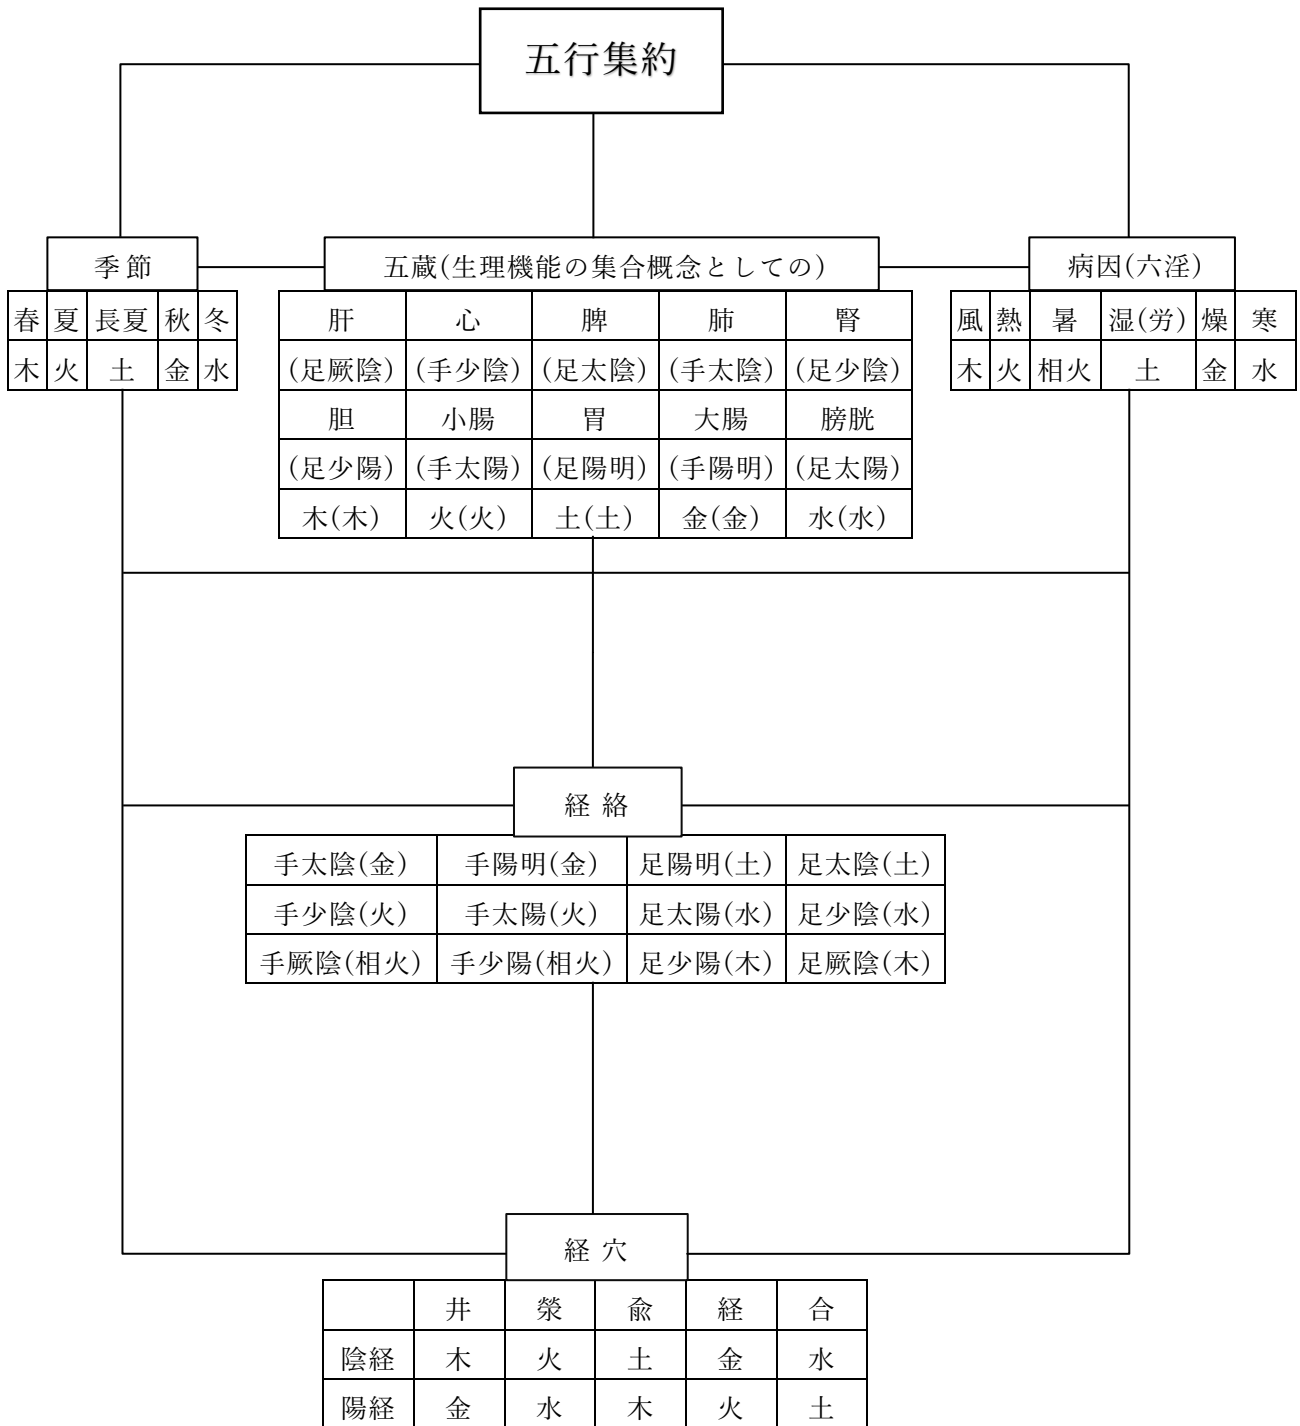 五行集約
季節
五蔵(生理機能の集合概念としての)
病因(六淫)
春 夏 長夏 秋 冬
木 火 土 金 水
肝 心 脾 肺 腎
(足厥陰) (手少陰) (足太陰) (手太陰) (足少陰)
胆 小腸 胃 大腸 膀胱
(足少陽) (手太陽) (足陽明) (手陽明) (足太陽)
木(木) 火(火) 土(土) 金(金) 水(水)
風 熱 暑 湿(労) 燥 寒
木 火 相火 土 金 水
経絡
手太陰(金) 手陽明(金) 足陽明(土) 足太陰(土)
手少陰(火) 手太陽(火) 足太陽(水) 足少陰(水)
手厥陰(相火) 手少陽(相火) 足少陽(木) 足厥陰(木)
経穴
井 滎 兪 経 合
陰経 木 火 土 金 水
陽経 金 水 木 火 土